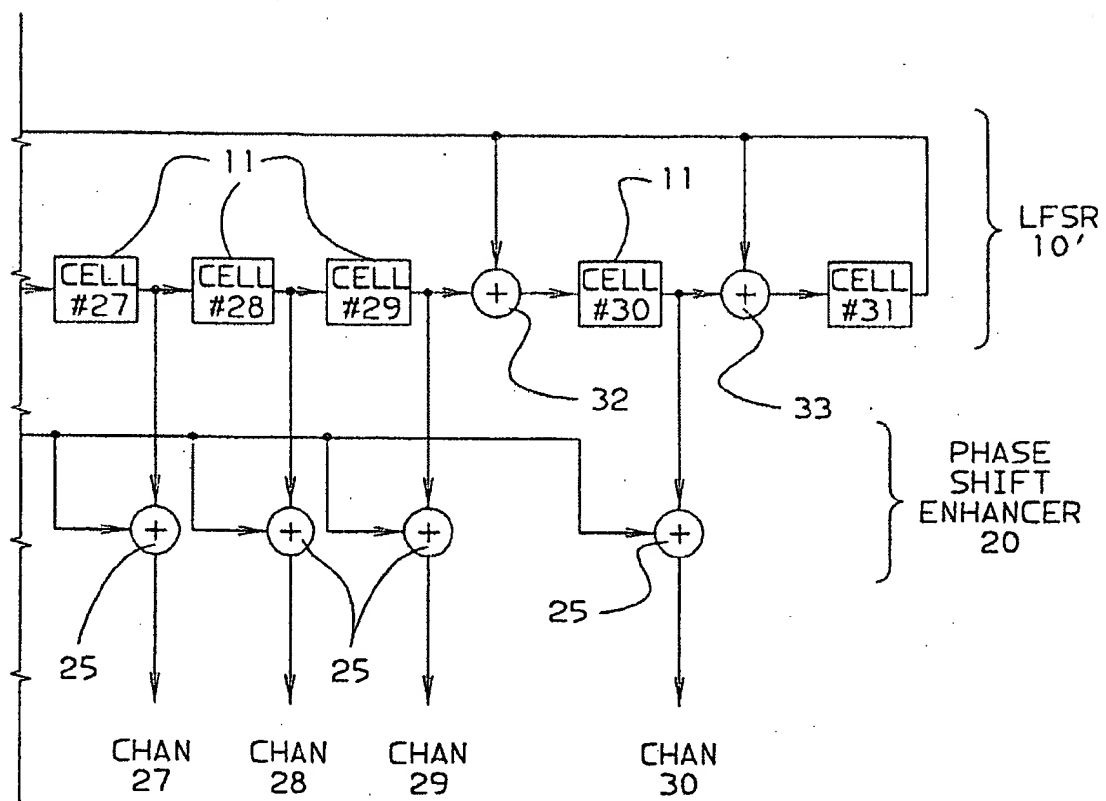 11
11
LFSR
10'
CELL
#27
CELL
#28
CELL
#29
+
CELL
#30
+
CELL
#31
32
33
PHASE
SHIFT
ENHANCER
20
+
+
+
+
25
25
25
CHAN
27
CHAN
28
CHAN
29
CHAN
30